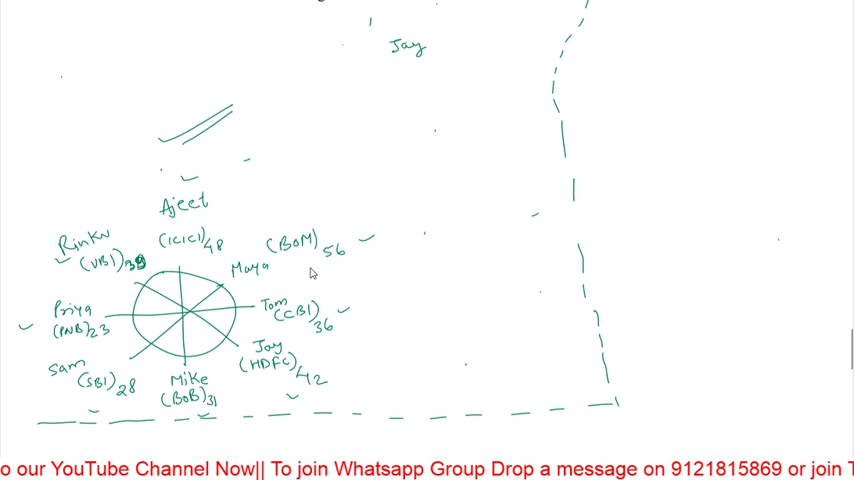 Jay
Ajeet
(ICICI) 48
Rinku
(UBI)
(BOM) 56
Maya
Priya
(PNB) 23
Tom
(CBI) 36
Sam
(SBI) 28
Jay
(HDFC) 42
Mike
(BOB) 31
o our YouTube Channel Now|| To join Whatsapp Group Drop a message on 9121815869 or join T